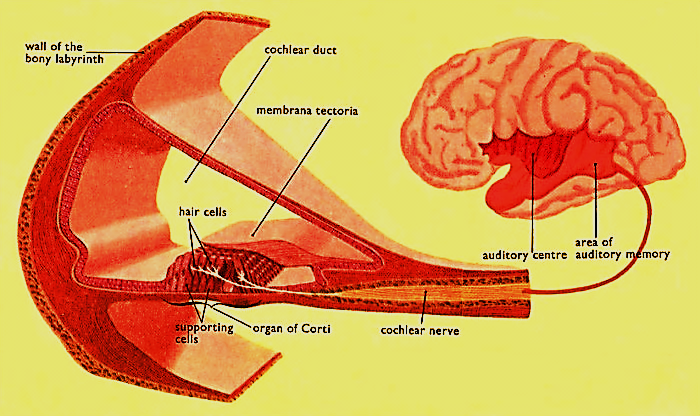 wall of the
bony labyrinth
cochlear duct
membrana tectoria
hair cells
supporting
cells
organ of Corti
cochlear nerve
auditory centre
area of
auditory memory